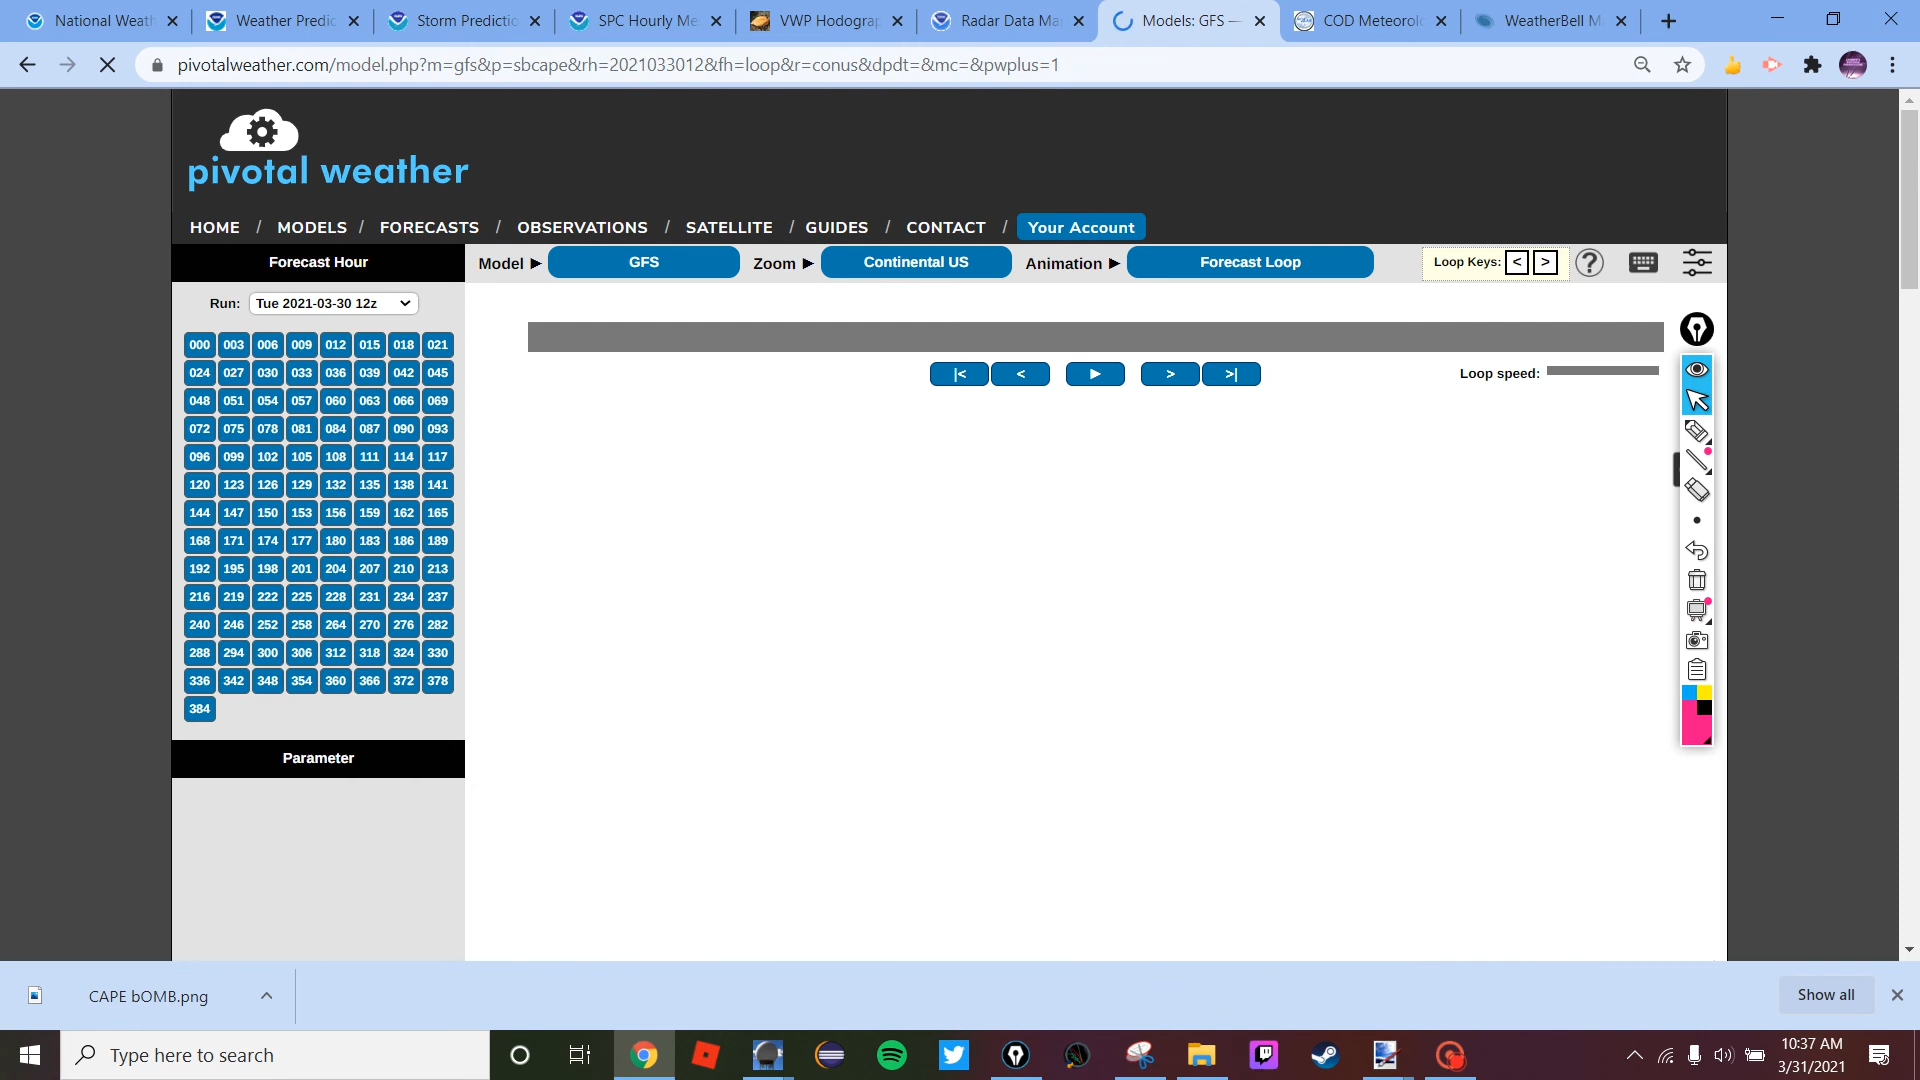 National Weath
Weather Predic
Storm Predictio
SPC Hourly Me
VWP Hodograp
Radar Data Ma
Models: GFS —
COD Meteorolo
WeatherBell M
pivotalweather.com/model.php?m=gfs&p=sbcape&rh=2021033012&fh=loop&r=conus&dpdt=&mc=&pwplus=1
pivotal weather
HOME / MODELS / FORECASTS / OBSERVATIONS / SATELLITE / GUIDES / CONTACT / Your Account
Forecast Hour
Model ▶ GFS Zoom ▶ Continental US Animation ▶ Forecast Loop Loop Keys: < > ?
Run: Tue 2021-03-30 12z
000 003 006 009 012 015 018 021
024 027 030 033 036 039 042 045
048 051 054 057 060 063 066 069
072 075 078 081 084 087 090 093
096 099 102 105 108 111 114 117
120 123 126 129 132 135 138 141
144 147 150 153 156 159 162 165
168 171 174 177 180 183 186 189
192 195 198 201 204 207 210 213
216 219 222 225 228 231 234 237
240 246 252 258 264 270 276 282
288 294 300 306 312 318 324 330
336 342 348 354 360 366 372 378
384
|< < ▶ > >| Loop speed:
Parameter
CAPE bOMB.png
Show all
Type here to search
10:37 AM
3/31/2021